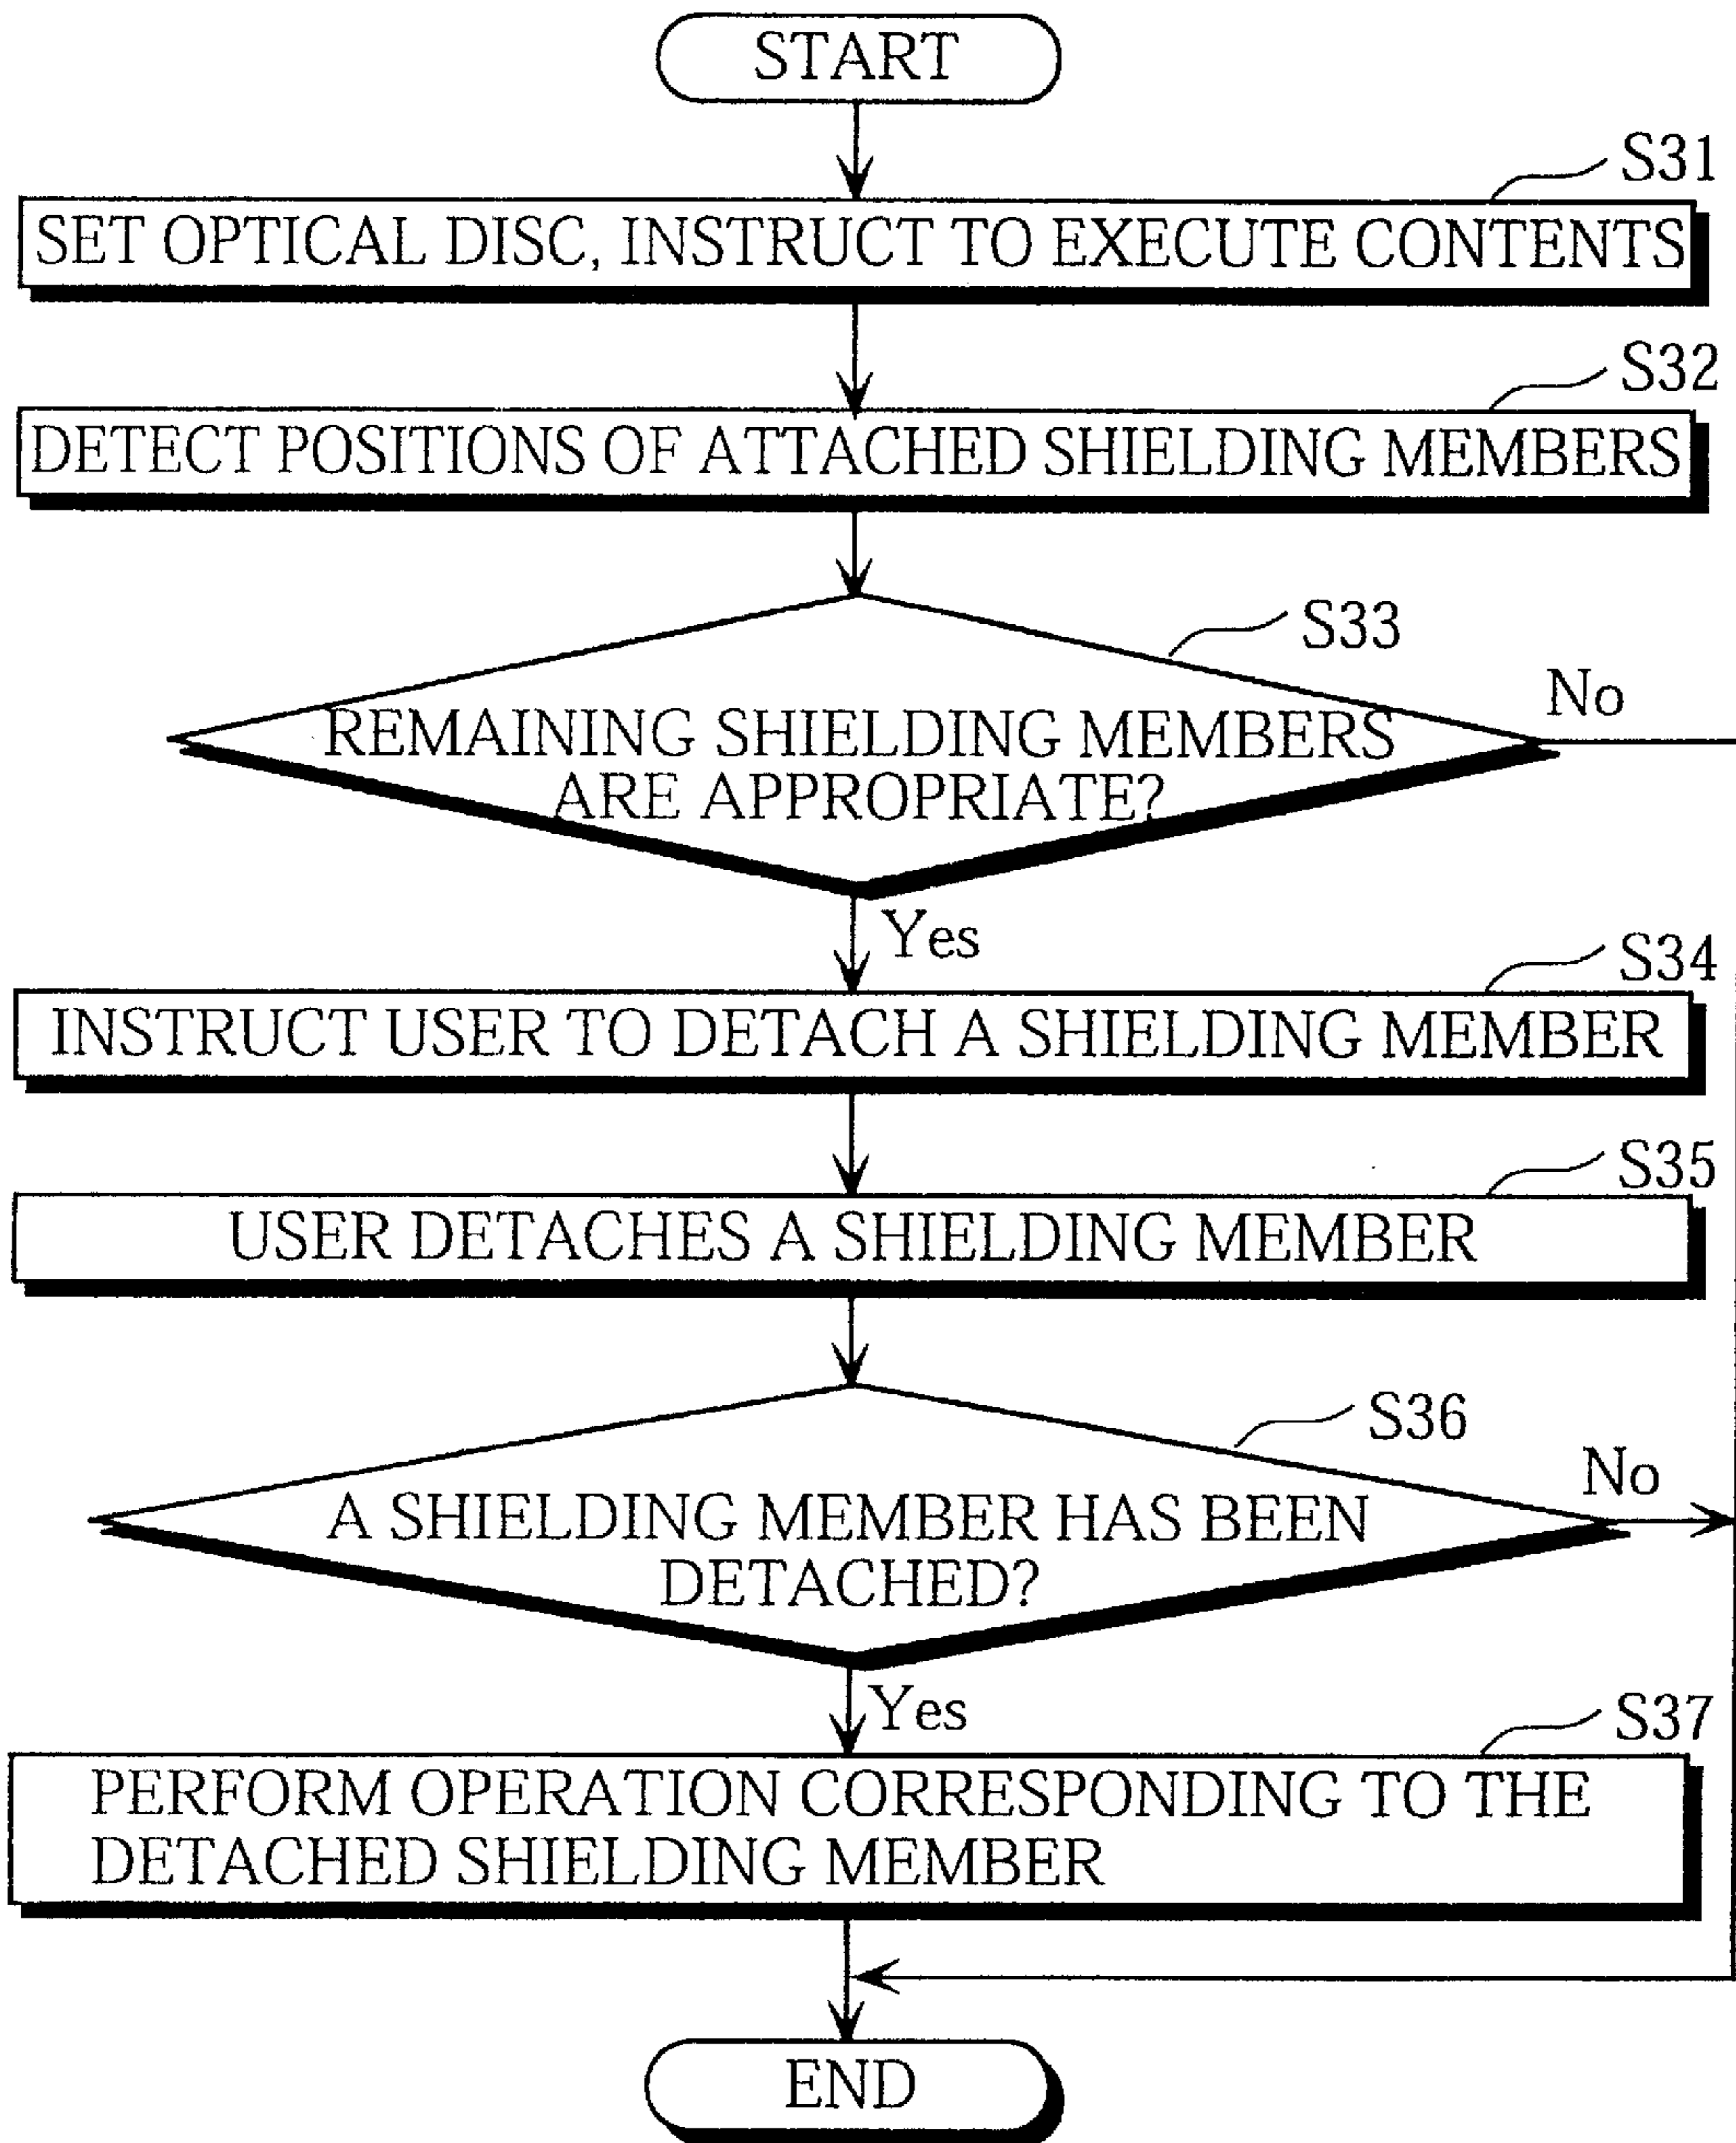 START
S31
SET OPTICAL DISC, INSTRUCT TO EXECUTE CONTENTS
S32
DETECT POSITIONS OF ATTACHED SHIELDING MEMBERS
S33
No
REMAINING SHIELDING MEMBERS
ARE APPROPRIATE?
Yes
S34
INSTRUCT USER TO DETACH A SHIELDING MEMBER
S35
USER DETACHES A SHIELDING MEMBER
S36
No
A SHIELDING MEMBER HAS BEEN
DETACHED?
Yes
S37
PERFORM OPERATION CORRESPONDING TO THE
DETACHED SHIELDING MEMBER
END